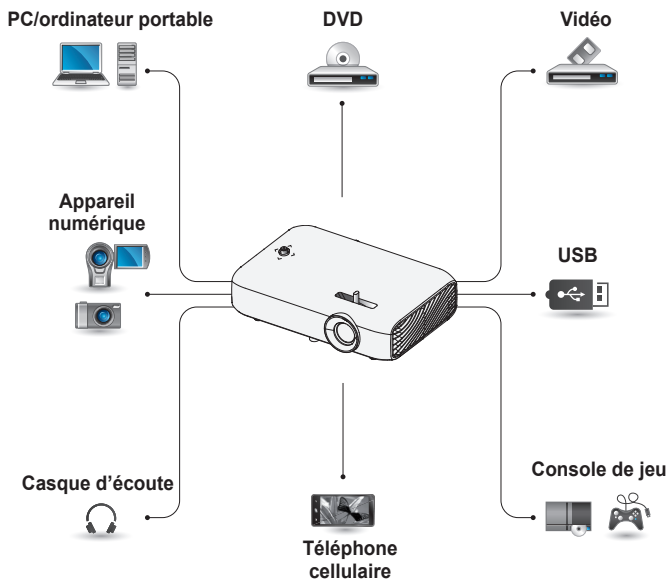 PC/ordinateur portable
DVD
Vidéo
Appareil
numérique
USB
Casque d'écoute
Téléphone
cellulaire
Console de jeu